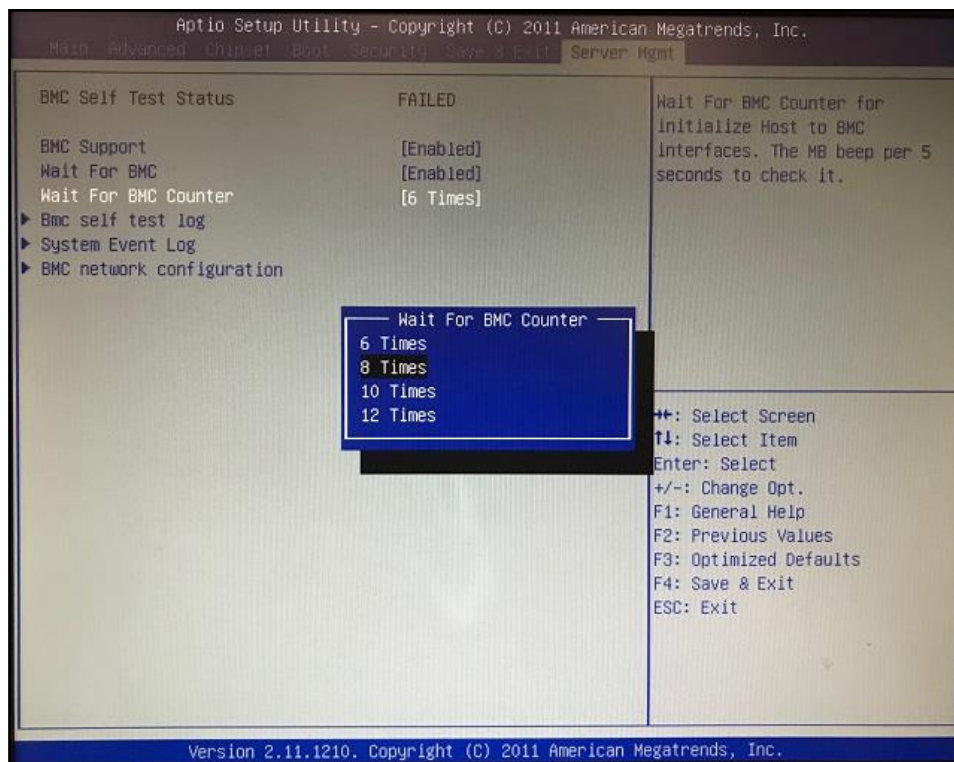 Aptio Setup Utility - Copyright (C) 2011 American Megatrends, Inc.
Main Advanced Chipset Boot Security Save & Exit Server Mgmt
BMC Self Test Status FAILED
BMC Support [Enabled]
Wait For BMC [Enabled]
Wait For BMC Counter [6 Times]
Bmc self test log
System Event Log
BMC network configuration
Wait For BMC Counter for
initialize Host to BMC
interfaces. The MB beep per 5
seconds to check it.
Wait For BMC Counter
6 Times
8 Times
10 Times
12 Times
→←: Select Screen
↑↓: Select Item
Enter: Select
+/-: Change Opt.
F1: General Help
F2: Previous Values
F3: Optimized Defaults
F4: Save & Exit
ESC: Exit
Version 2.11.1210. Copyright (C) 2011 American Megatrends, Inc.